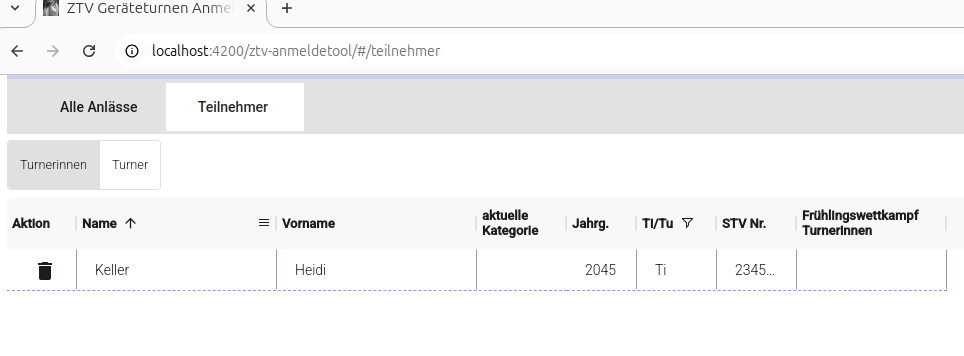 ZTV Geräteturnen Anmel
localhost:4200/ztv-anmeldetool/#/teilnehmer
Alle Anlässe Teilnehmer
Turnerinnen Turner
Aktion Name Vorname aktuelle Kategorie Jahrg. Ti/Tu STV Nr. Frühlingswettkampf Turnerinnen
Keller Heidi 2045 Ti 2345...